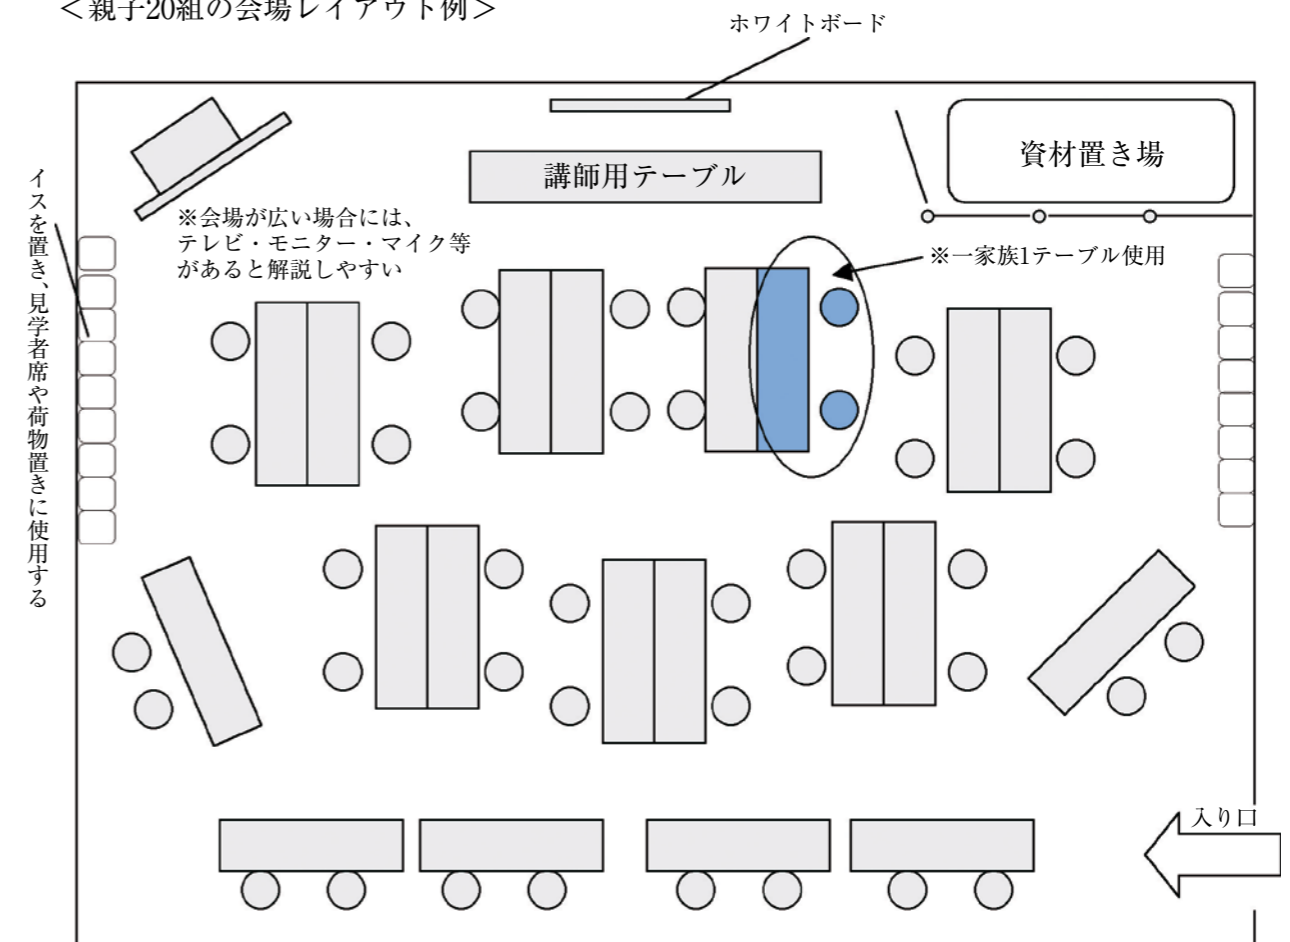 ＜親子20組の会場レイアウト例＞
ホワイトボード
資材置き場
講師用テーブル
イスを置き、見学者席や荷物置きに使用する
※会場が広い場合には、
テレビ・モニター・マイク等
があると解説しやすい
※一家族1テーブル使用
入り口